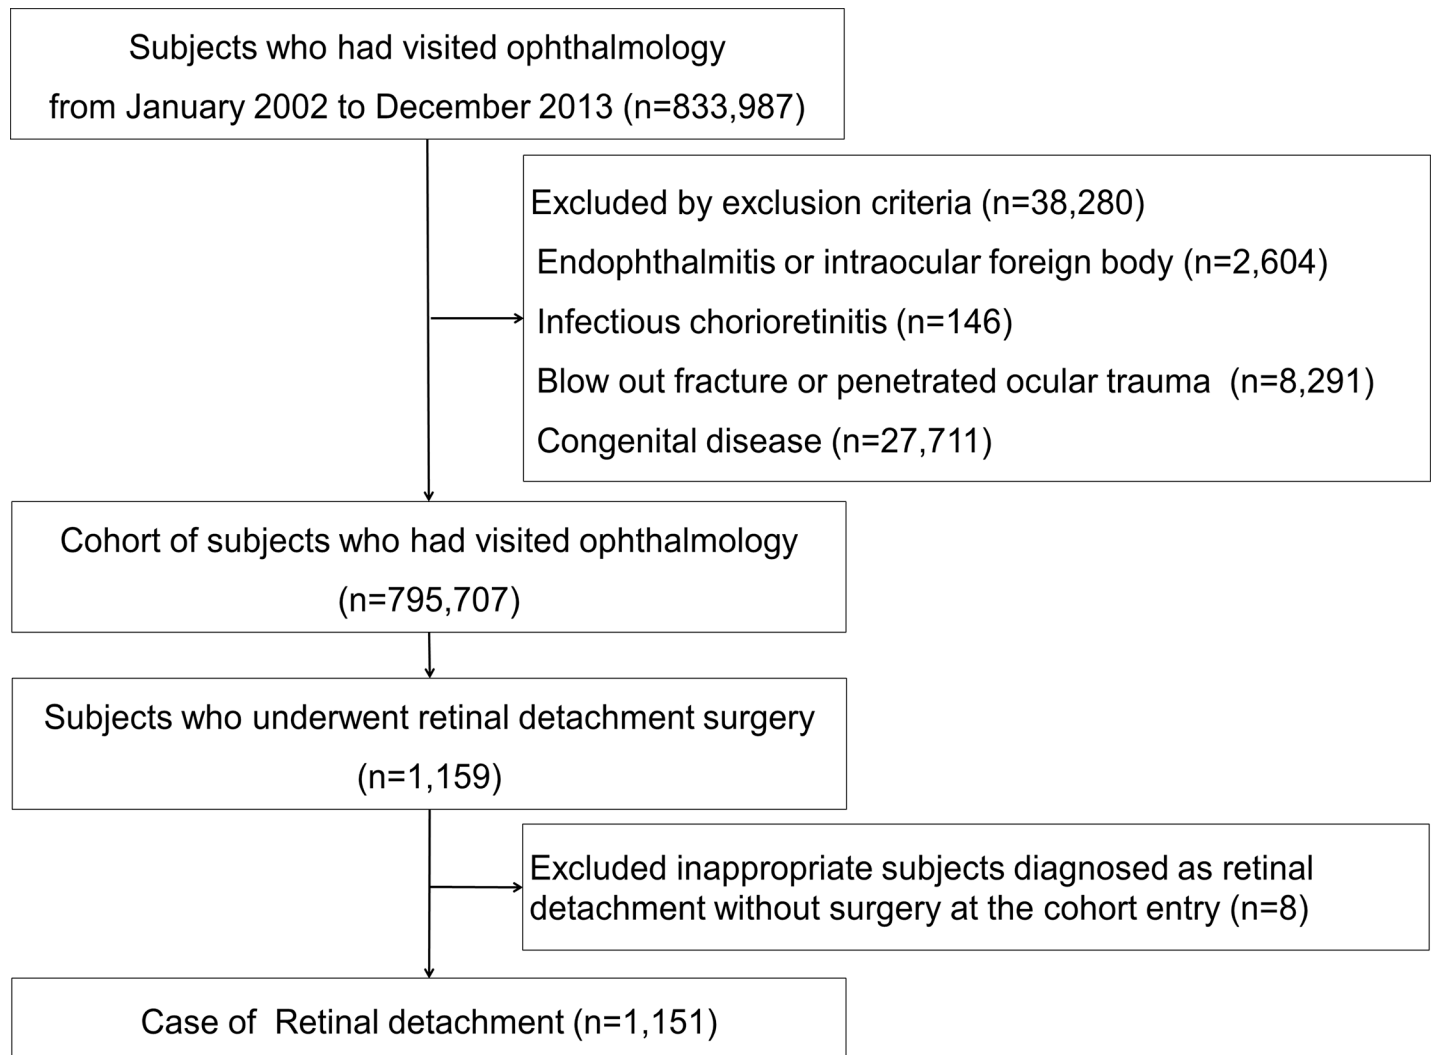 Subjects who had visited ophthalmology
from January 2002 to December 2013 (n=833,987)
Excluded by exclusion criteria (n=38,280)
Endophthalmitis or intraocular foreign body (n=2,604)
Infectious chorioretinitis (n=146)
Blow out fracture or penetrated ocular trauma (n=8,291)
Congenital disease (n=27,711)
Cohort of subjects who had visited ophthalmology
(n=795,707)
Subjects who underwent retinal detachment surgery
(n=1,159)
Excluded inappropriate subjects diagnosed as retinal
detachment without surgery at the cohort entry (n=8)
Case of Retinal detachment (n=1,151)